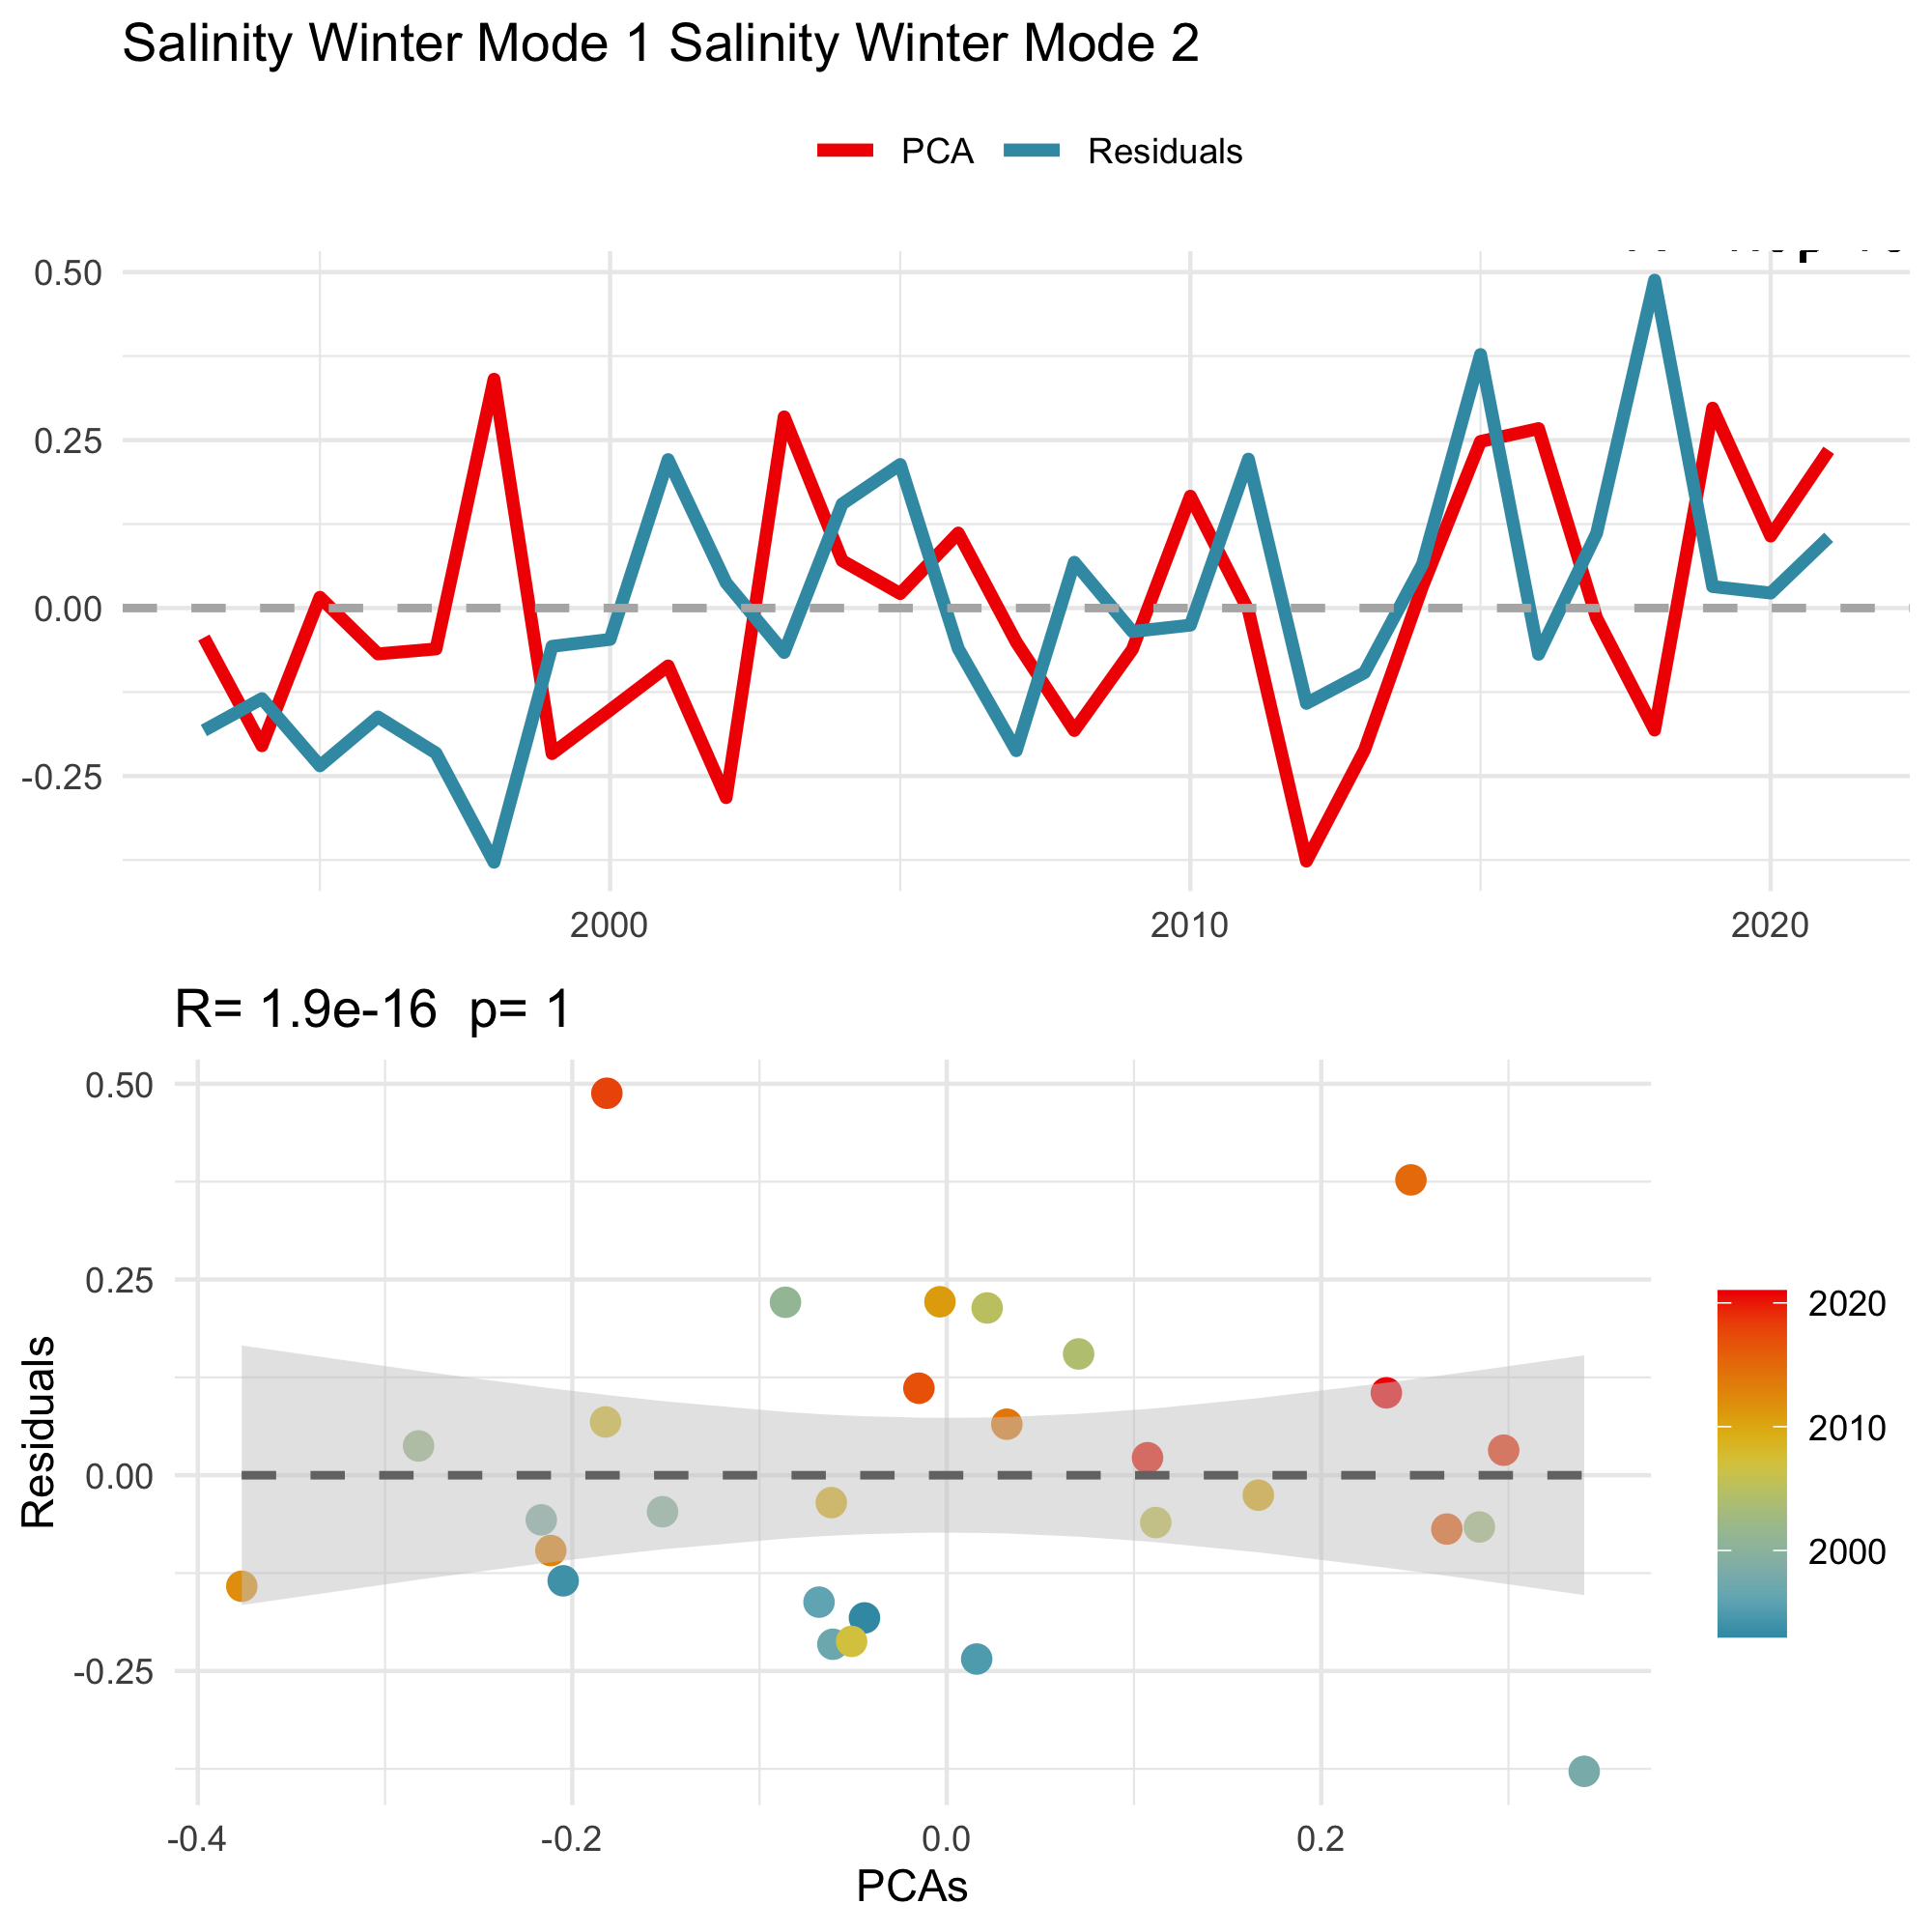 Salinity Winter Mode 1 Salinity Winter Mode 2
PCA Residuals
0.50
0.25
0.00
-0.25
2000 2010 2020
R= 1.9e-16 p= 1
Residuals
0.50
0.25
0.00
-0.25
-0.4 -0.2 0.0 0.2
PCAs
2020
2010
2000